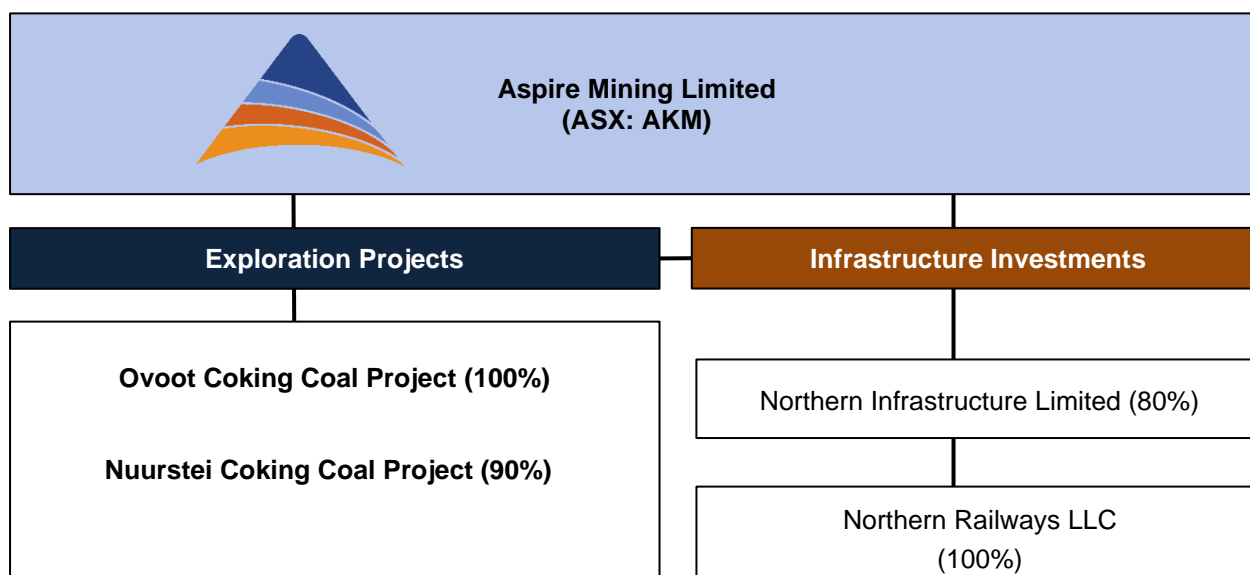 Aspire Mining Limited
(ASX: AKM)
Exploration Projects
Infrastructure Investments
Ovoot Coking Coal Project (100%)
Nuurstei Coking Coal Project (90%)
Northern Infrastructure Limited (80%)
Northern Railways LLC
(100%)